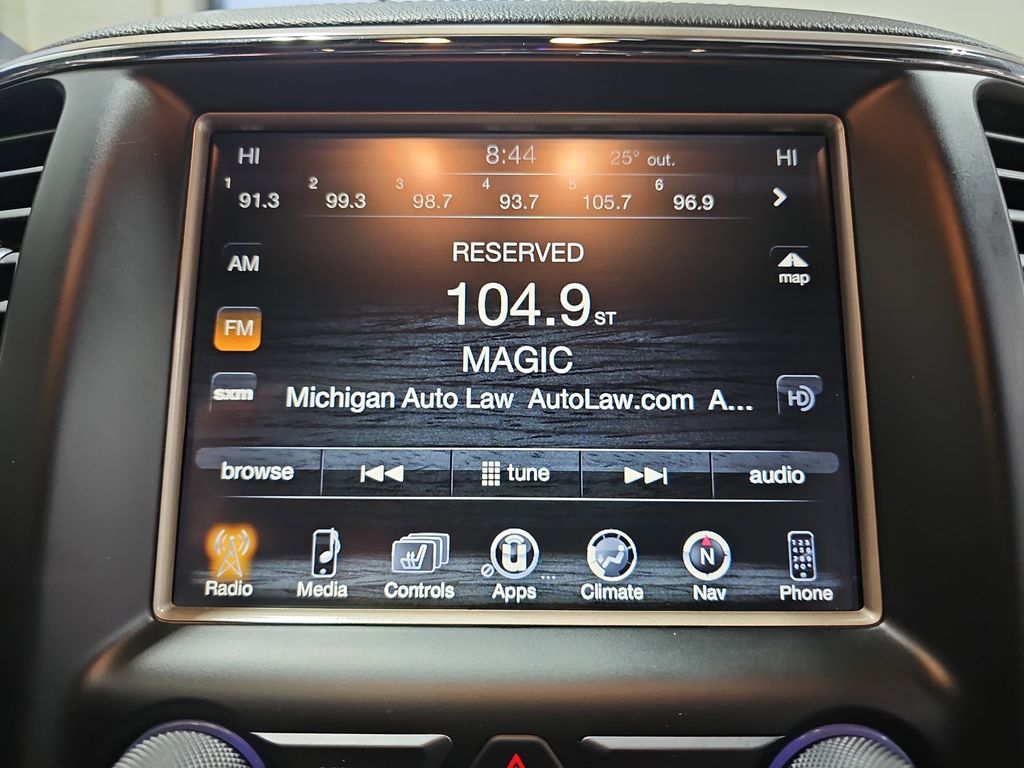 HI 8:44 25° out. HI
1 2 3 4 5 6
91.3 99.3 98.7 93.7 105.7 96.9
RESERVED
AM
map
104.9 ST
FM
MAGIC
sxm
Michigan Auto Law AutoLaw.com A...
HD
browse tune audio
N
Radio Media Controls Apps Climate Nav Phone